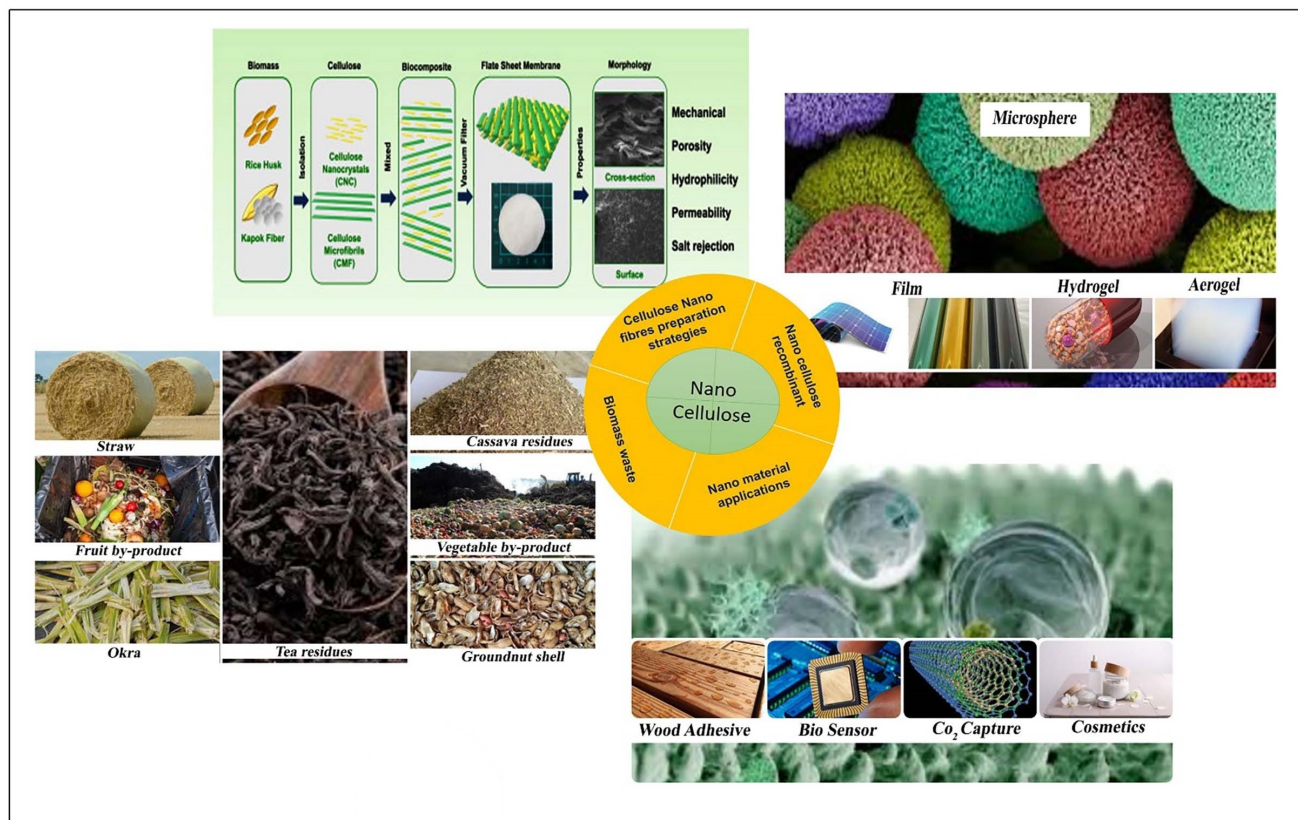 Biomass
Cellulose
Biocomposite
Flate Sheet Membrane
Morphology
Rice Husk
Kapok Fiber
Isolation
Cellulose
Nanocrystals
(CNC)
Cellulose
Microfibrils
(CMF)
Mixed
Vacuum Filter
Properties
Cross-section
Surface
Mechanical
Porosity
Hydrophilicity
Permeability
Salt rejection
Microsphere
Film
Hydrogel
Aerogel
Cellulose Nano
fibres preparation
strategies
Nano cellulose
recombinant
Biomass waste
Nano material
applications
Nano
Cellulose
Straw
Cassava residues
Fruit by-product
Vegetable by-product
Okra
Tea residues
Groundnut shell
Wood Adhesive
Bio Sensor
Co₂ Capture
Cosmetics